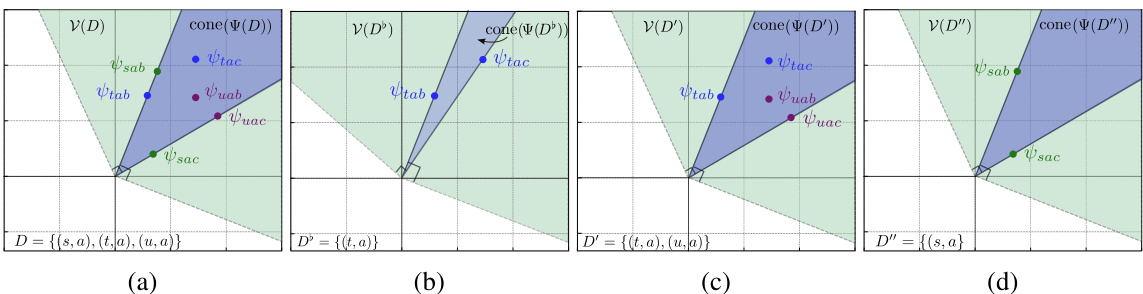 𝒱(D) cone(Ψ(D))
ψ_sab
ψ_tac
ψ_tab
ψ_uab
ψ_uac
ψ_sac
D = {(s, a), (t, a), (u, a)}
(a)
𝒱(D♭) cone(Ψ(D♭))
ψ_tac
ψ_tab
D♭ = {(t, a)}
(b)
𝒱(D′) cone(Ψ(D′))
ψ_tac
ψ_tab
ψ_uab
ψ_uac
D′ = {(t, a), (u, a)}
(c)
𝒱(D′′) cone(Ψ(D′′))
ψ_sab
ψ_sac
D′′ = {(s, a}
(d)